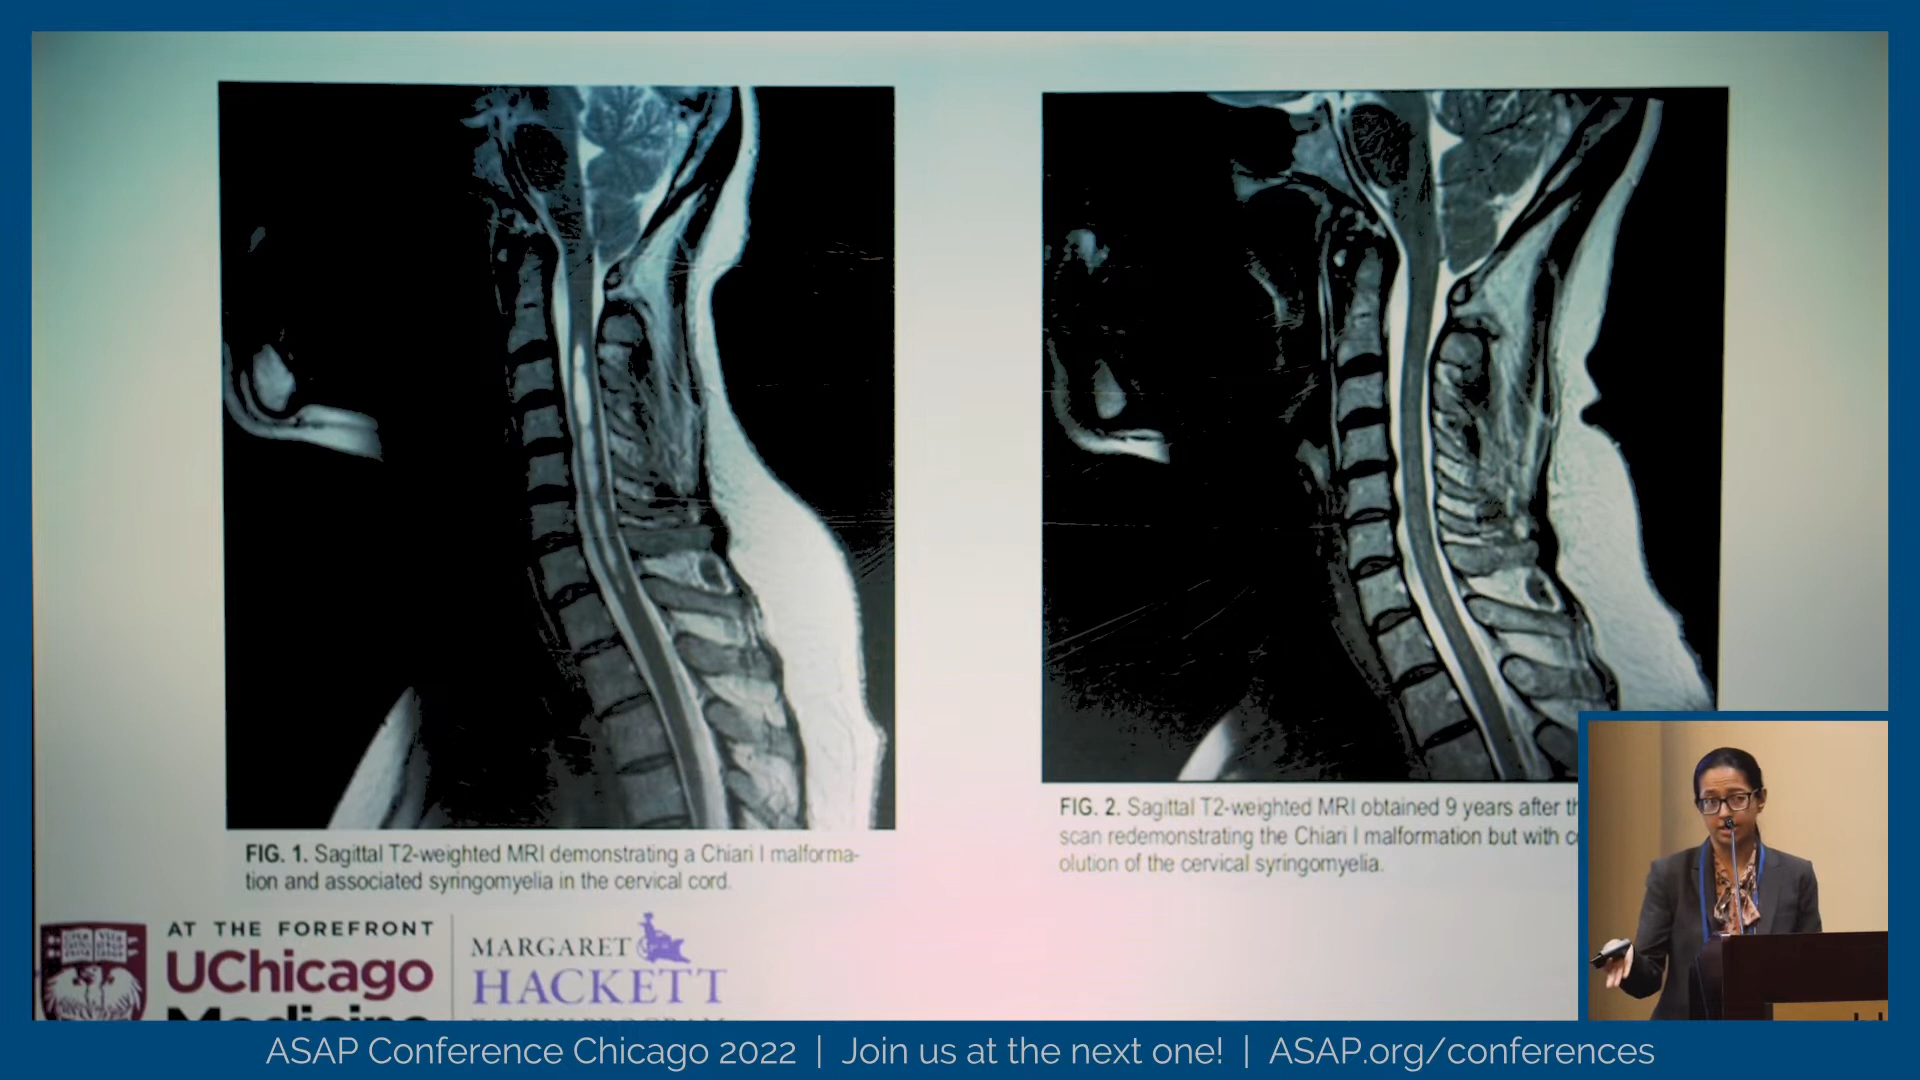 FIG. 1. Sagittal T2-weighted MRI demonstrating a Chiari I malforma-
tion and associated syringomyelia in the cervical cord.
FIG. 2. Sagittal T2-weighted MRI obtained 9 years after
scan redemonstrating the Chiari I malformation but with
olution of the cervical syringomyelia.
AT THE FOREFRONT
UChicago
Medicine
MARGARET
HACKETT
FAMILY PROGRAM
ASAP Conference Chicago 2022 | Join us at the next one! | ASAP.org/conferences